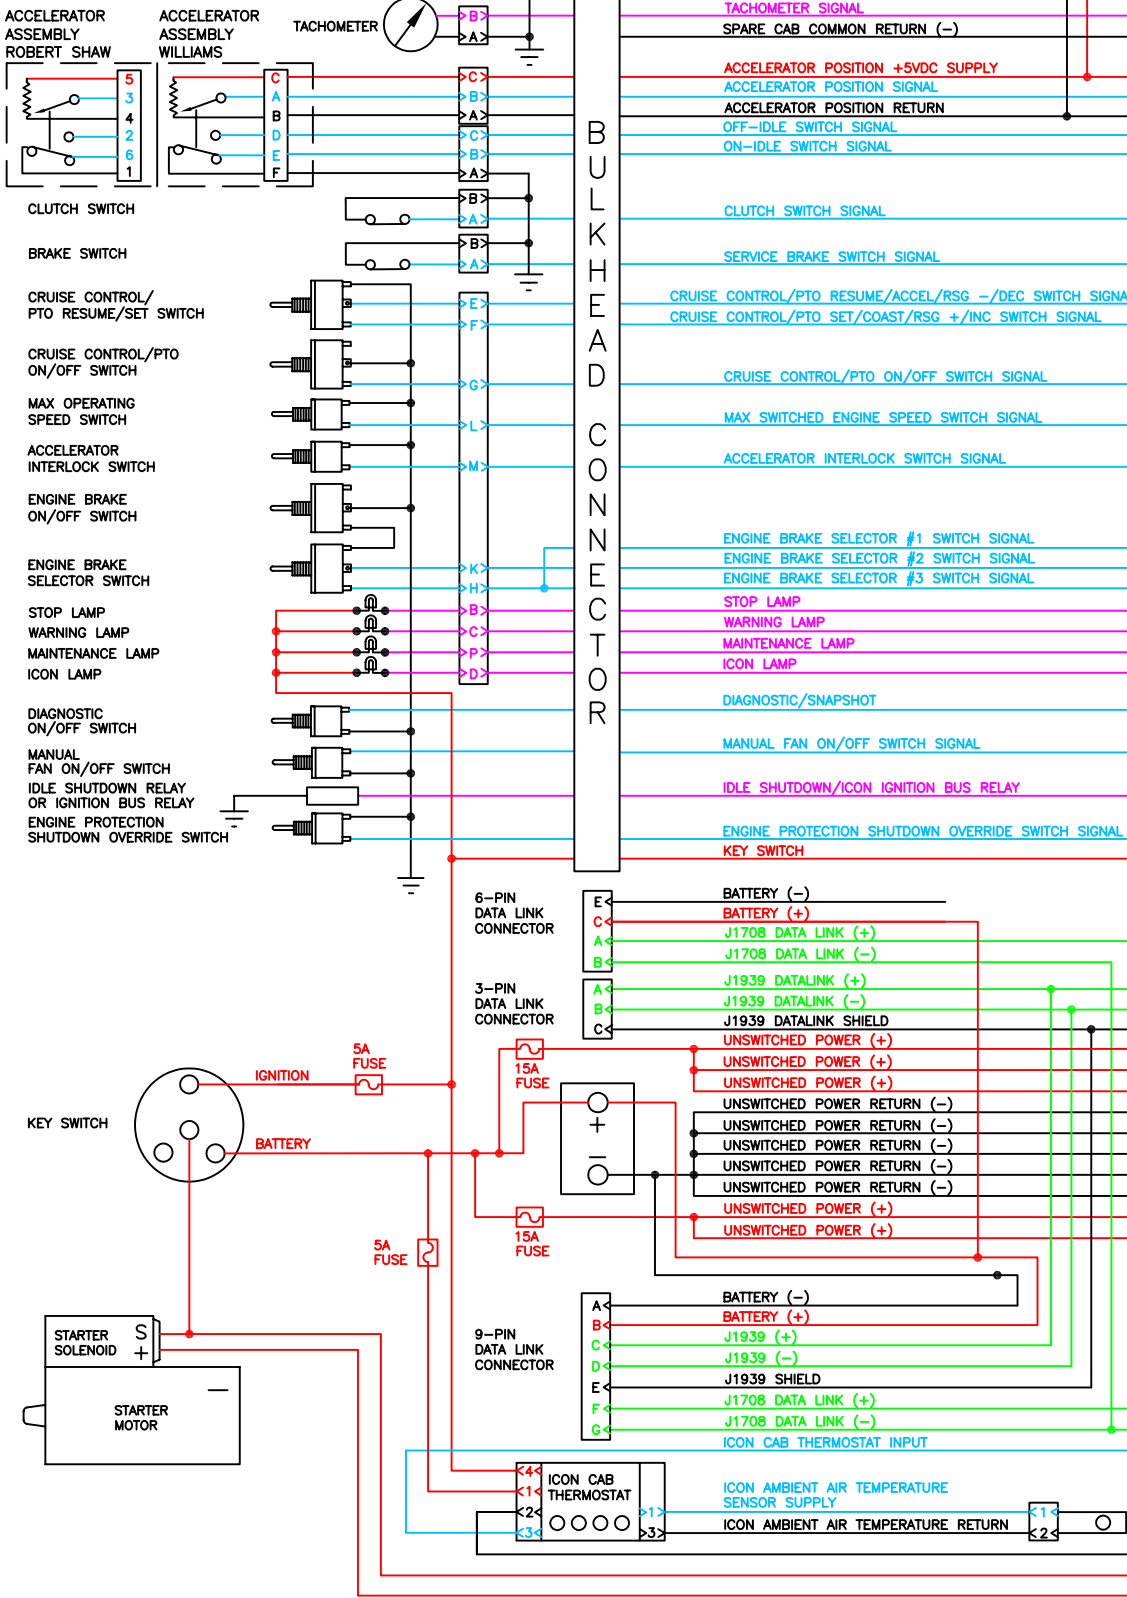 ACCELERATOR
ASSEMBLY
ROBERT SHAW
ACCELERATOR
ASSEMBLY
WILLIAMS
TACHOMETER
B
A
TACHOMETER SIGNAL
SPARE CAB COMMON RETURN (-)
5
3
4
2
6
1
C
A
B
D
E
F
C
B
A
C
B
A
ACCELERATOR POSITION +5VDC SUPPLY
ACCELERATOR POSITION SIGNAL
ACCELERATOR POSITION RETURN
OFF-IDLE SWITCH SIGNAL
ON-IDLE SWITCH SIGNAL
BULKHEAD CONNECTOR
CLUTCH SWITCH
B
A
CLUTCH SWITCH SIGNAL
BRAKE SWITCH
B
A
SERVICE BRAKE SWITCH SIGNAL
CRUISE CONTROL/
PTO RESUME/SET SWITCH
E
F
CRUISE CONTROL/PTO RESUME/ACCEL/RSG -/DEC SWITCH SIGNA
CRUISE CONTROL/PTO SET/COAST/RSG +/INC SWITCH SIGNAL
CRUISE CONTROL/PTO
ON/OFF SWITCH
G
CRUISE CONTROL/PTO ON/OFF SWITCH SIGNAL
MAX OPERATING
SPEED SWITCH
L
MAX SWITCHED ENGINE SPEED SWITCH SIGNAL
ACCELERATOR
INTERLOCK SWITCH
M
ACCELERATOR INTERLOCK SWITCH SIGNAL
ENGINE BRAKE
ON/OFF SWITCH
ENGINE BRAKE
SELECTOR SWITCH
K
H
ENGINE BRAKE SELECTOR #1 SWITCH SIGNAL
ENGINE BRAKE SELECTOR #2 SWITCH SIGNAL
ENGINE BRAKE SELECTOR #3 SWITCH SIGNAL
STOP LAMP
B
STOP LAMP
WARNING LAMP
C
WARNING LAMP
MAINTENANCE LAMP
P
MAINTENANCE LAMP
ICON LAMP
D
ICON LAMP
DIAGNOSTIC
ON/OFF SWITCH
DIAGNOSTIC/SNAPSHOT
MANUAL
FAN ON/OFF SWITCH
MANUAL FAN ON/OFF SWITCH SIGNAL
IDLE SHUTDOWN RELAY
OR IGNITION BUS RELAY
IDLE SHUTDOWN/ICON IGNITION BUS RELAY
ENGINE PROTECTION
SHUTDOWN OVERRIDE SWITCH
ENGINE PROTECTION SHUTDOWN OVERRIDE SWITCH SIGNAL
KEY SWITCH
6-PIN
DATA LINK
CONNECTOR
E
C
A
B
BATTERY (-)
BATTERY (+)
J1708 DATA LINK (+)
J1708 DATA LINK (-)
3-PIN
DATA LINK
CONNECTOR
A
B
C
J1939 DATALINK (+)
J1939 DATALINK (-)
J1939 DATALINK SHIELD
UNSWITCHED POWER (+)
UNSWITCHED POWER (+)
UNSWITCHED POWER (+)
UNSWITCHED POWER RETURN (-)
UNSWITCHED POWER RETURN (-)
UNSWITCHED POWER RETURN (-)
UNSWITCHED POWER RETURN (-)
UNSWITCHED POWER RETURN (-)
UNSWITCHED POWER (+)
UNSWITCHED POWER (+)
KEY SWITCH
IGNITION
BATTERY
5A
FUSE
15A
FUSE
+
−
15A
FUSE
5A
FUSE
STARTER
SOLENOID
S
+
−
STARTER
MOTOR
9-PIN
DATA LINK
CONNECTOR
A
B
C
D
E
F
G
BATTERY (-)
BATTERY (+)
J1939 (+)
J1939 (-)
J1939 SHIELD
J1708 DATA LINK (+)
J1708 DATA LINK (-)
ICON CAB THERMOSTAT INPUT
4
1
2
3
ICON CAB
THERMOSTAT
1
3
ICON AMBIENT AIR TEMPERATURE
SENSOR SUPPLY
ICON AMBIENT AIR TEMPERATURE RETURN
1
2